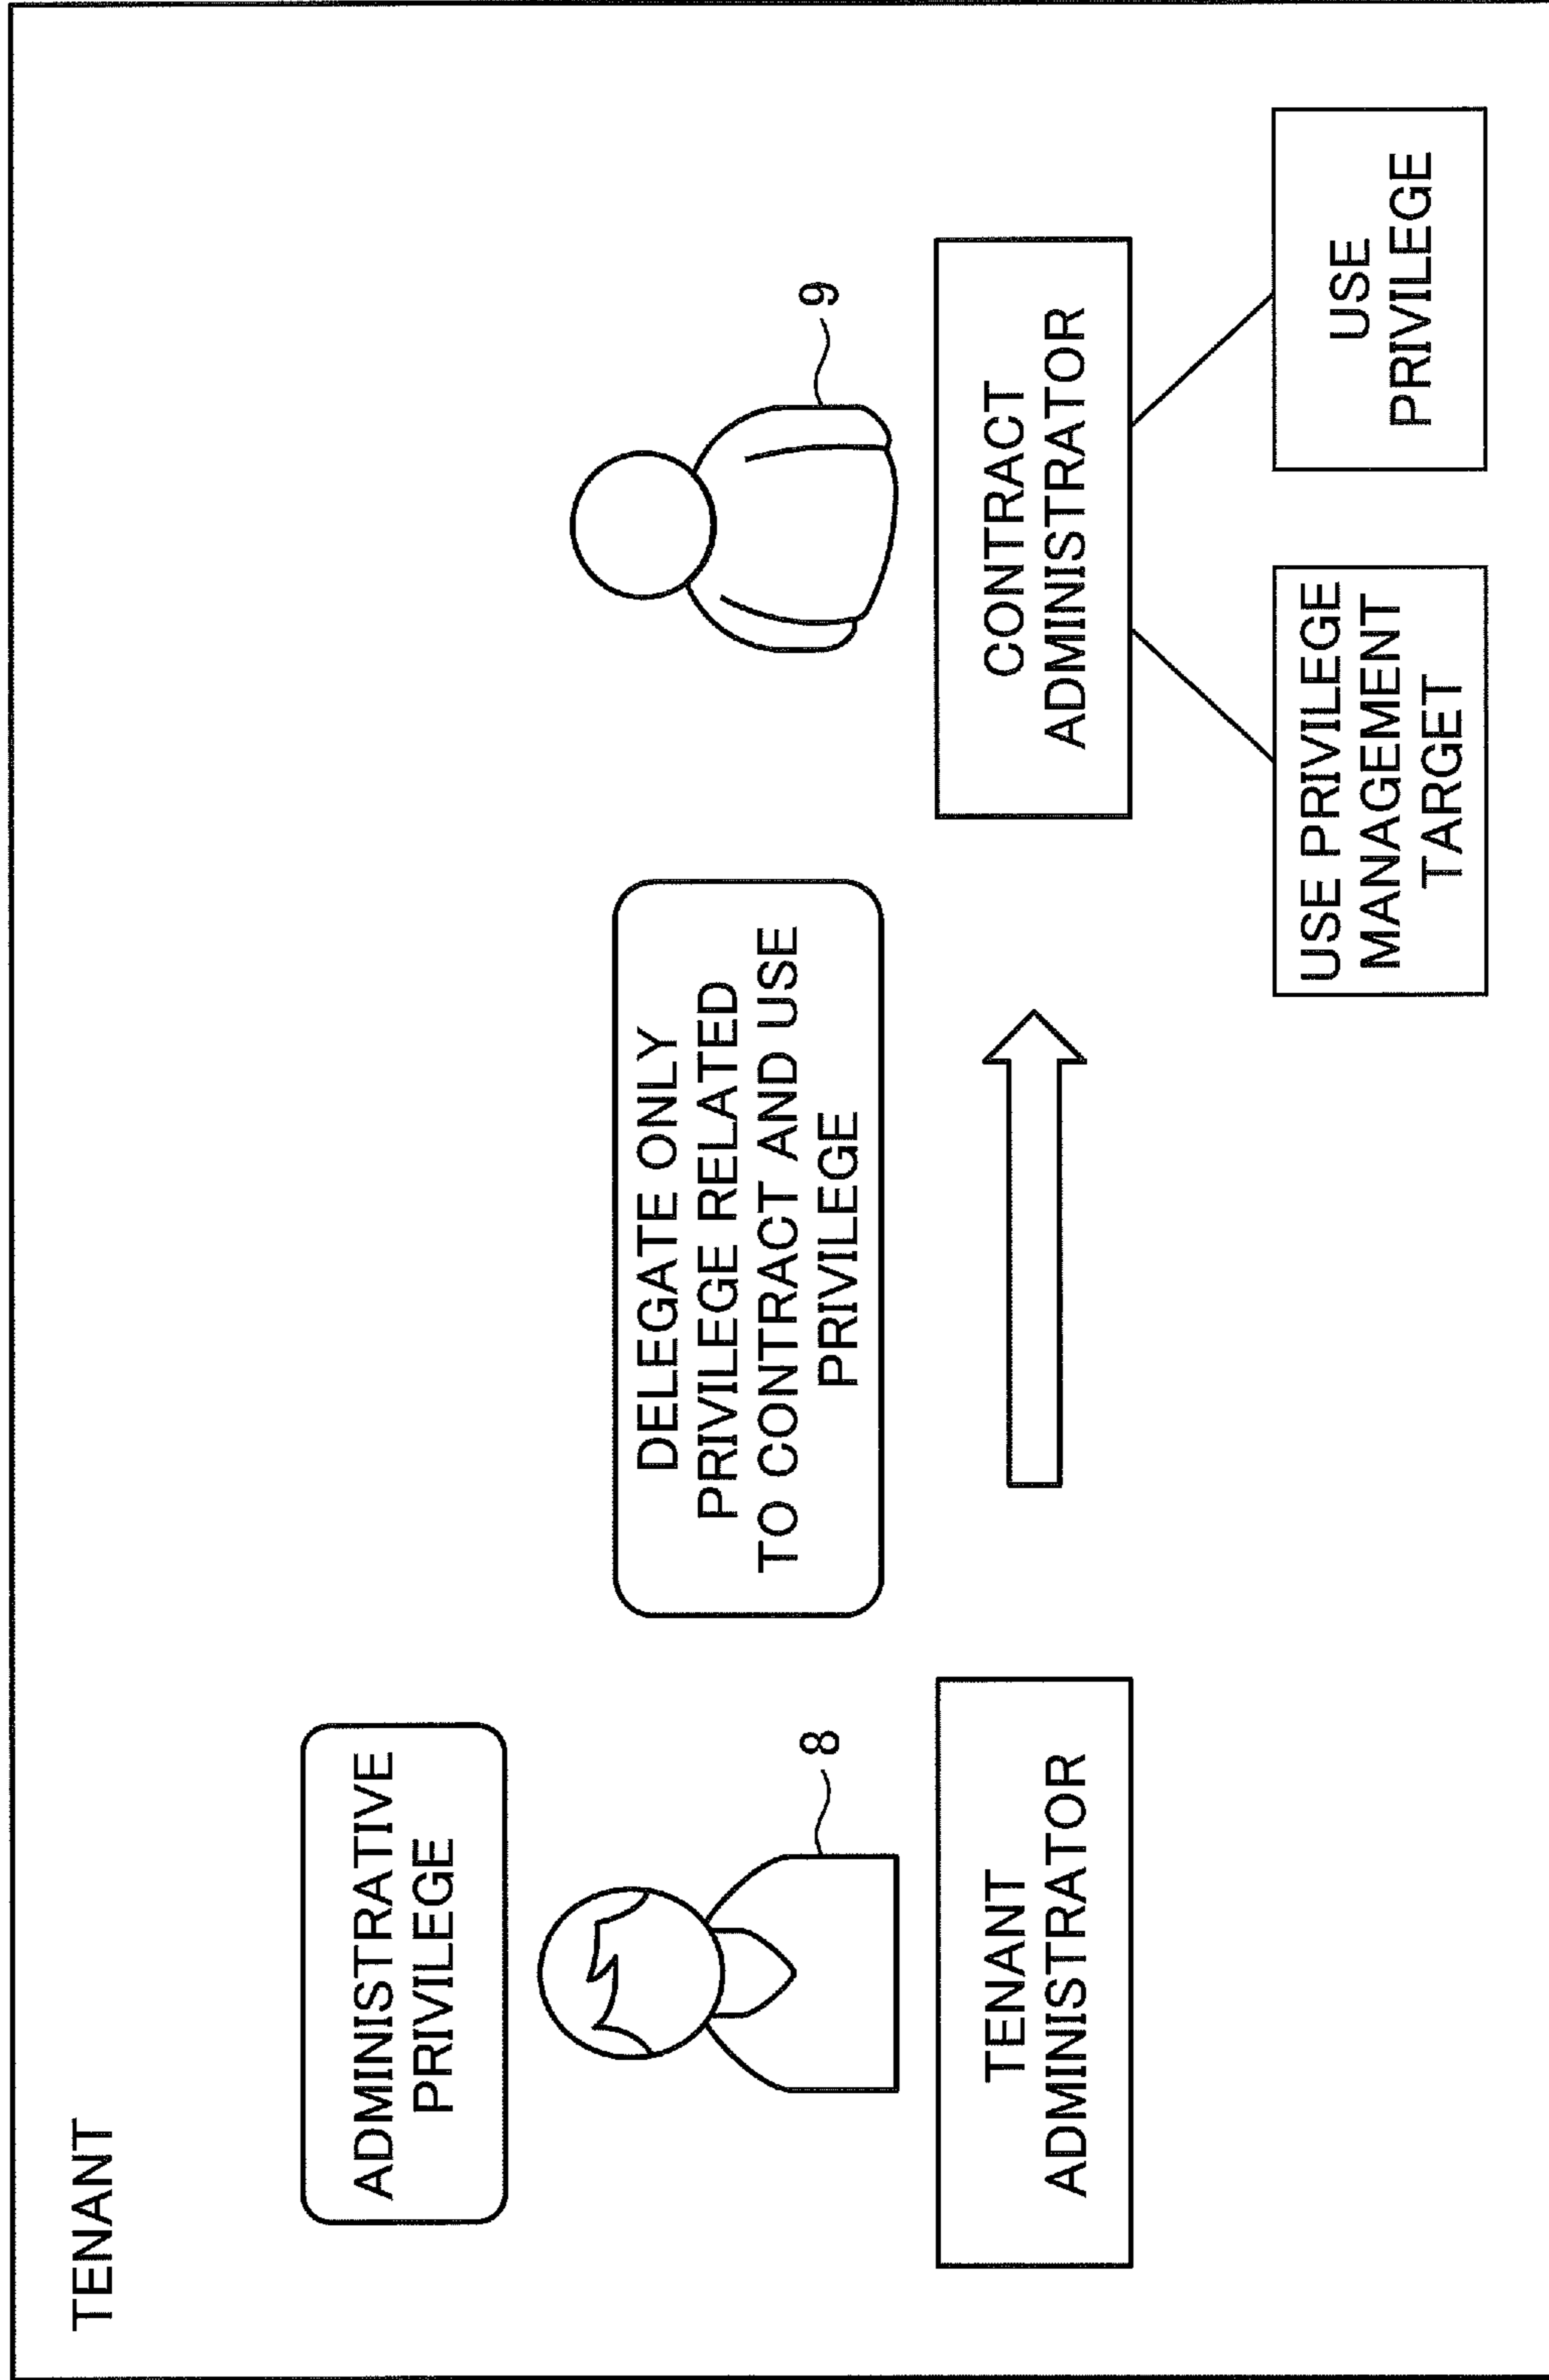 TENANT
ADMINISTRATIVE
PRIVILEGE
8
TENANT
ADMINISTRATOR
DELEGATE ONLY
PRIVILEGE RELATED
TO CONTRACT AND USE
PRIVILEGE
9
CONTRACT
ADMINISTRATOR
USE PRIVILEGE
MANAGEMENT
TARGET
USE
PRIVILEGE